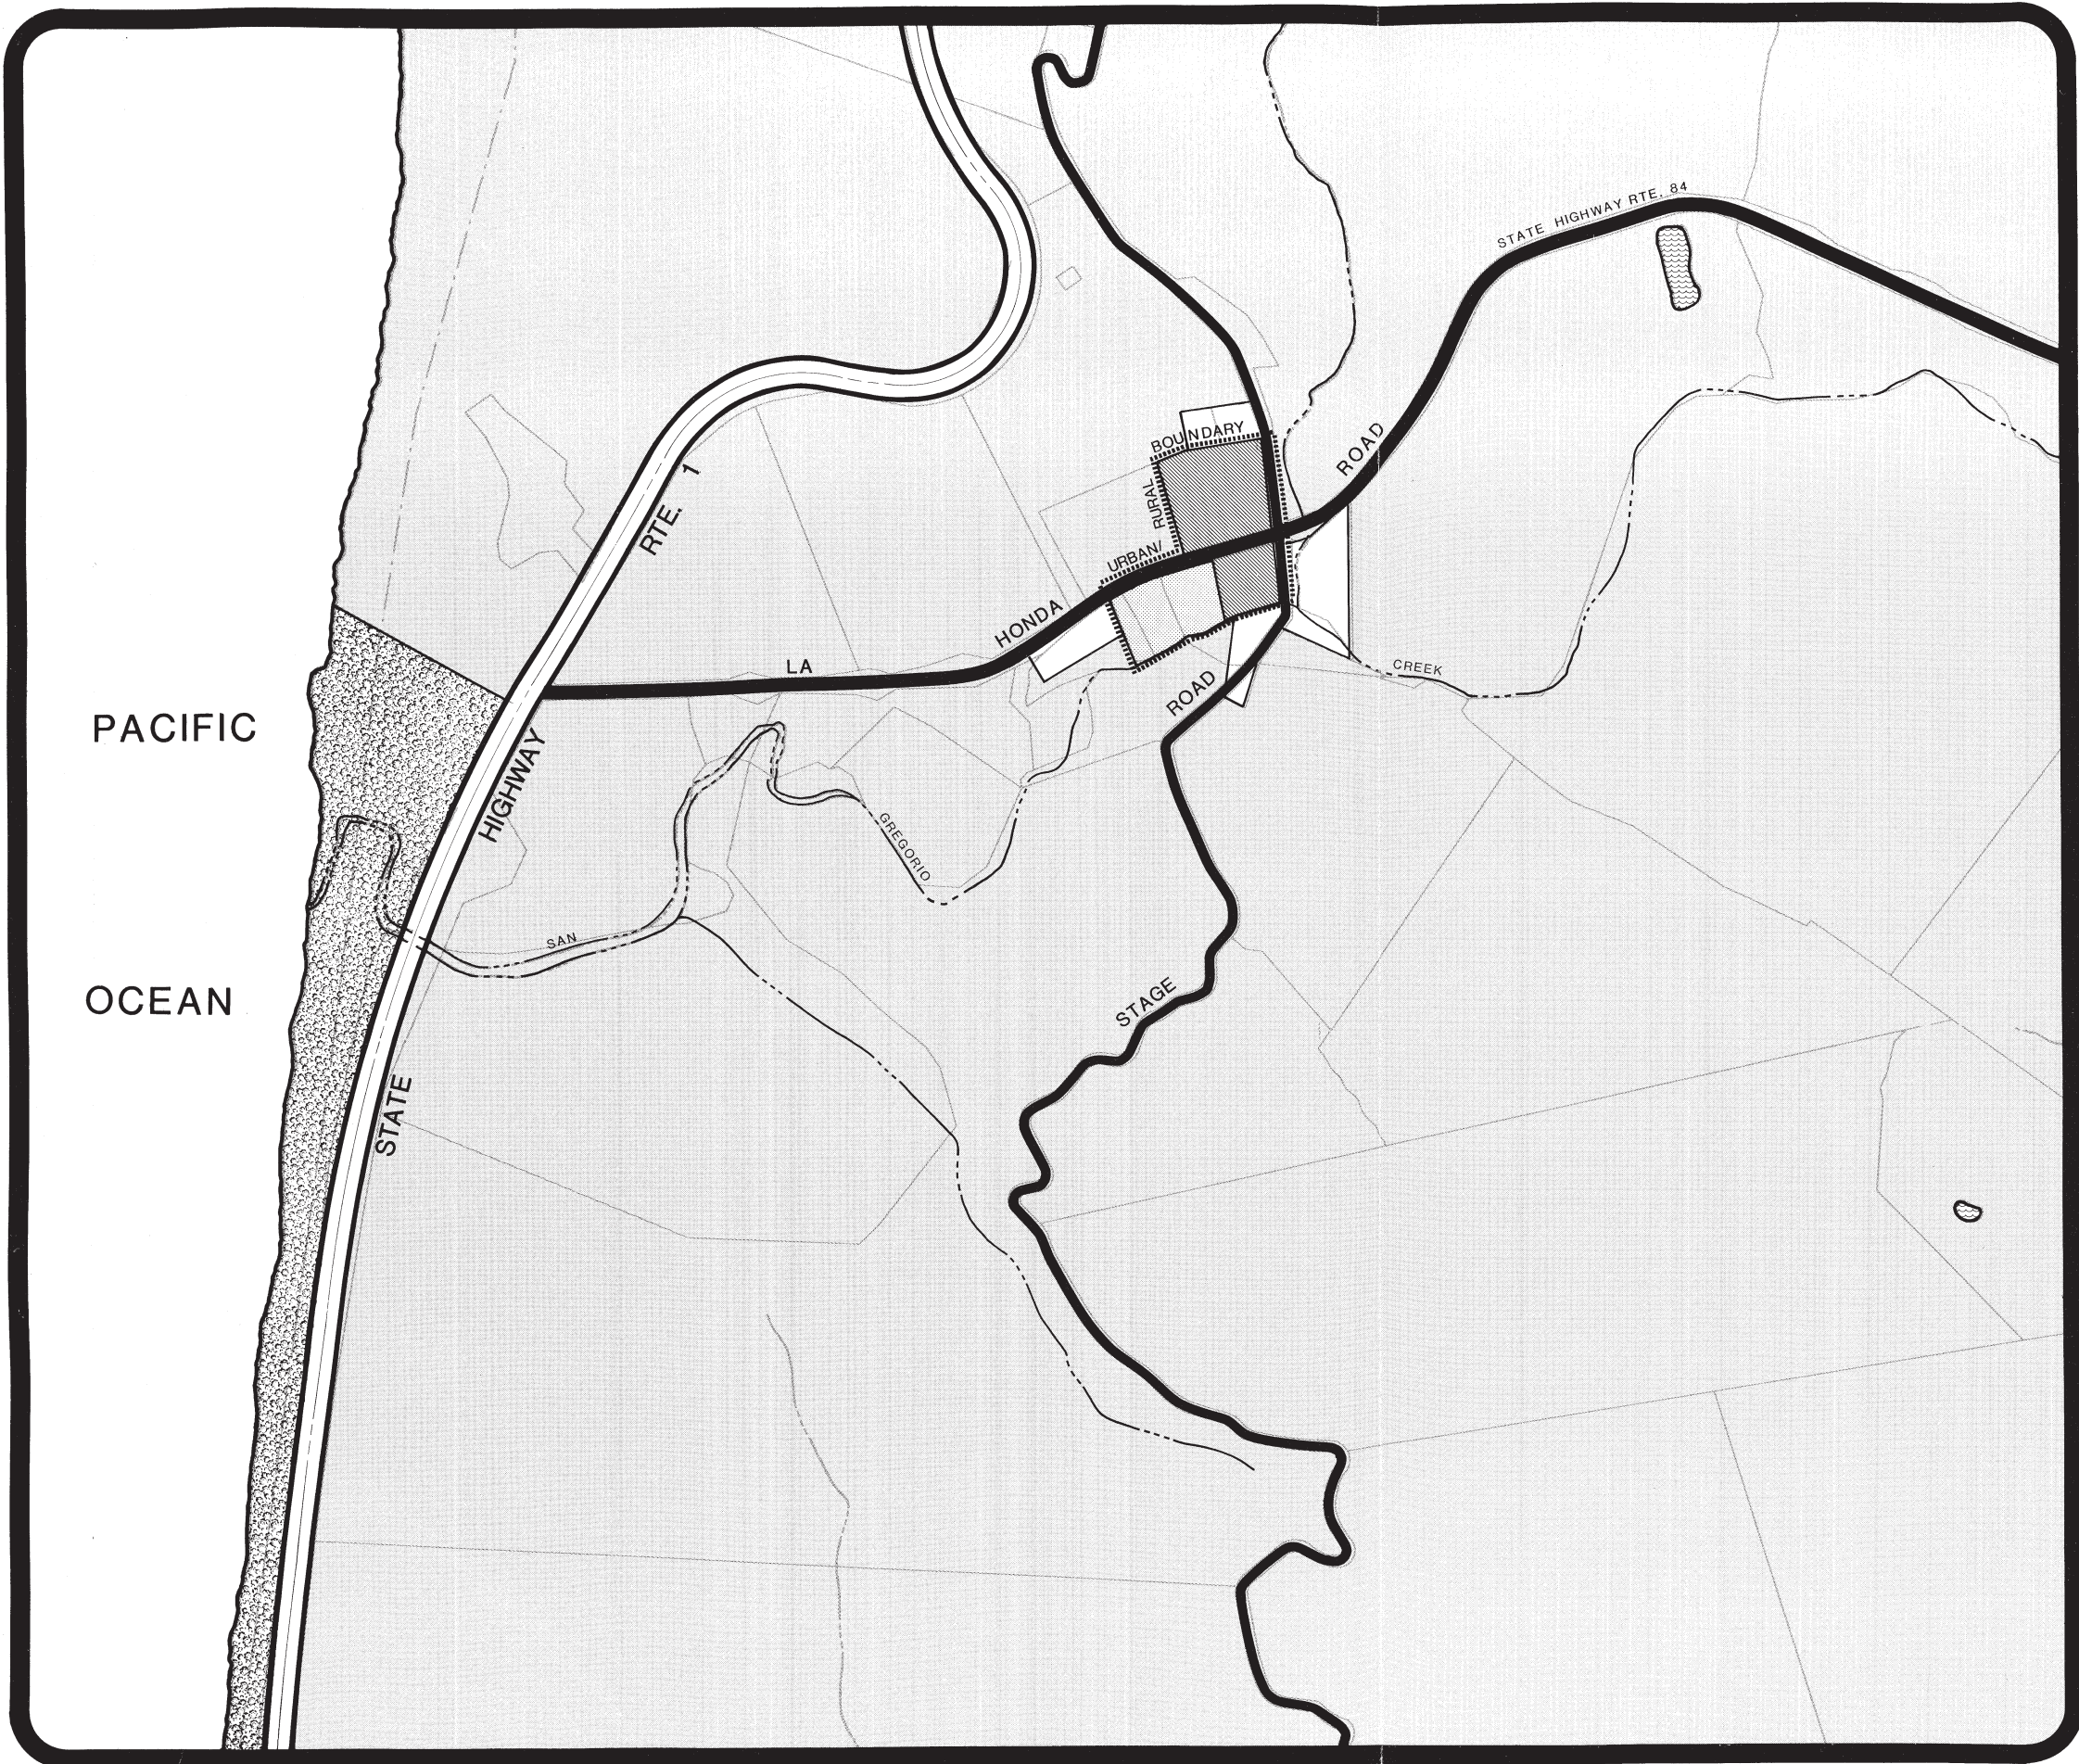 STATE HIGHWAY RTE. 84
BOUNDARY
ROAD
RURAL
RTE. 1
URBAN/
HONDA
LA
CREEK
ROAD
PACIFIC
HIGHWAY
GREGORIO
SAN
OCEAN
STAGE
STATE